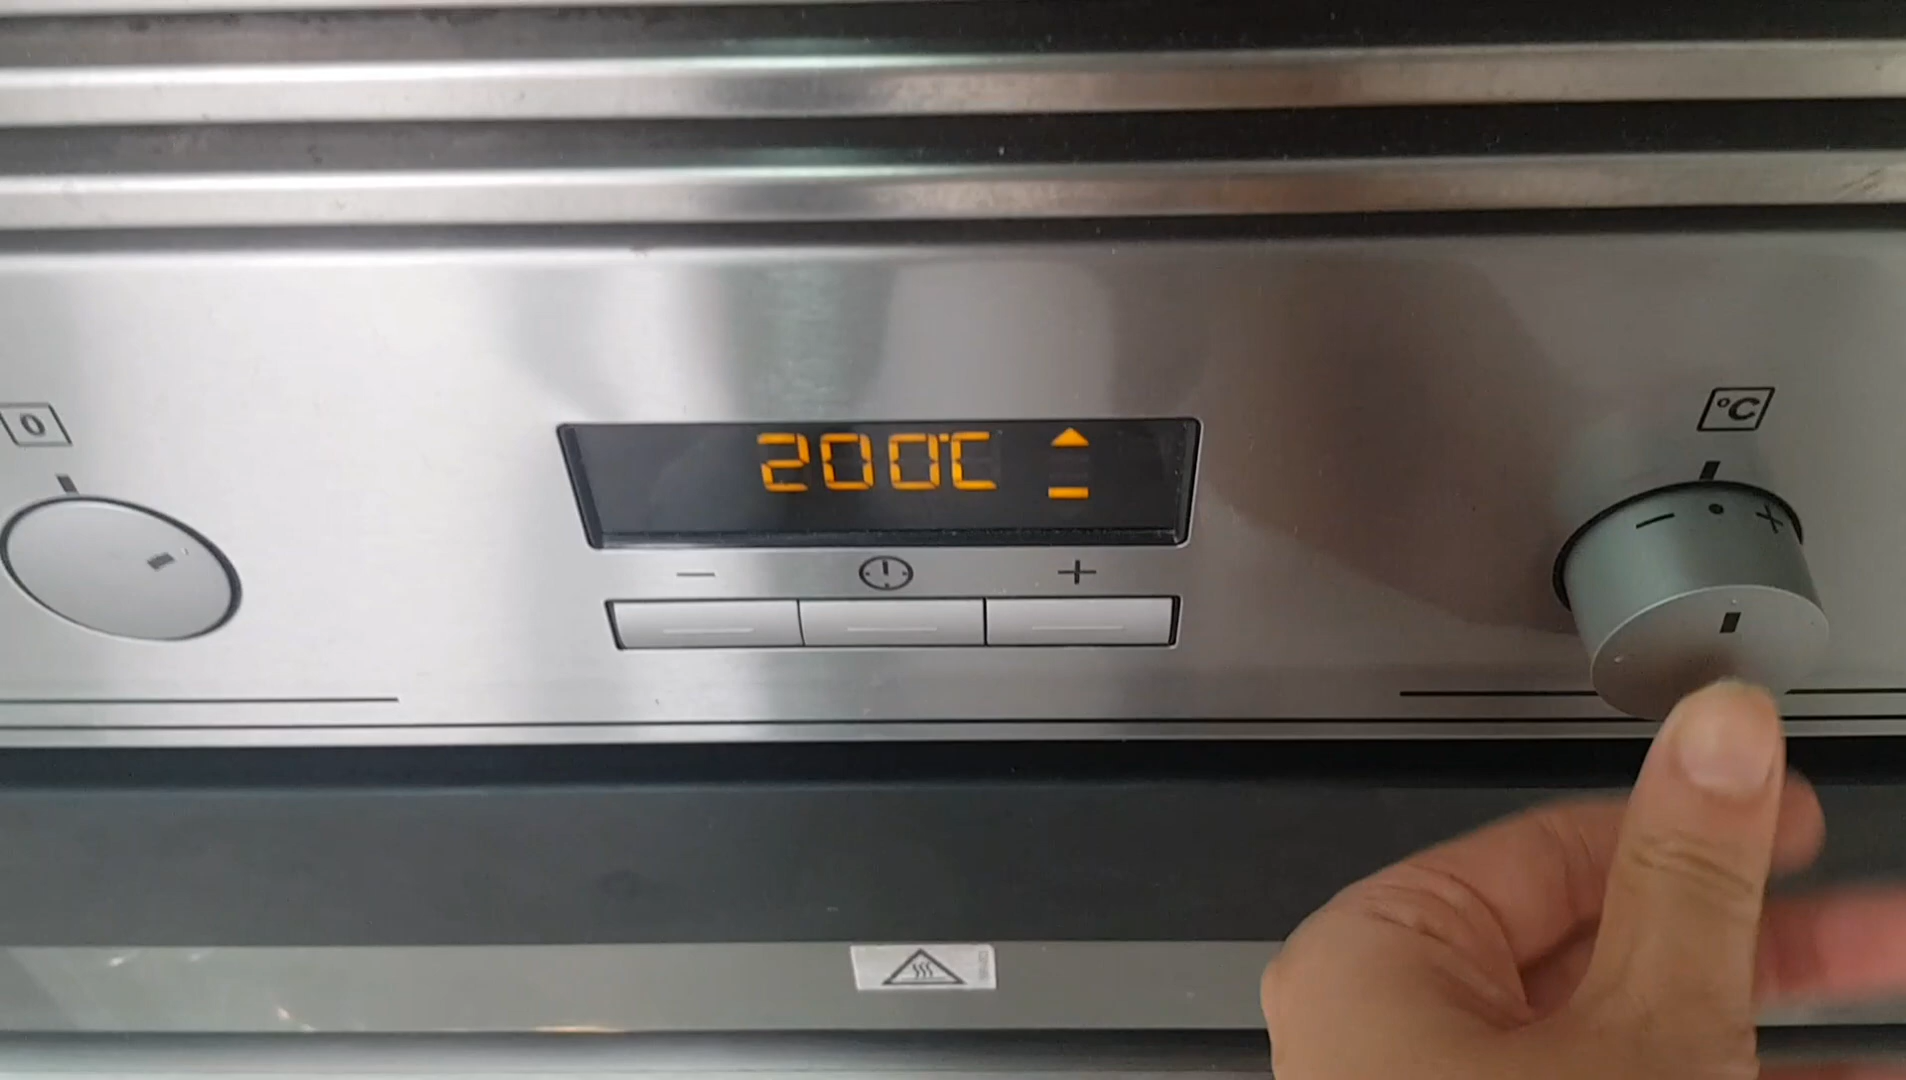 0
°C
200°C
− • +
− +